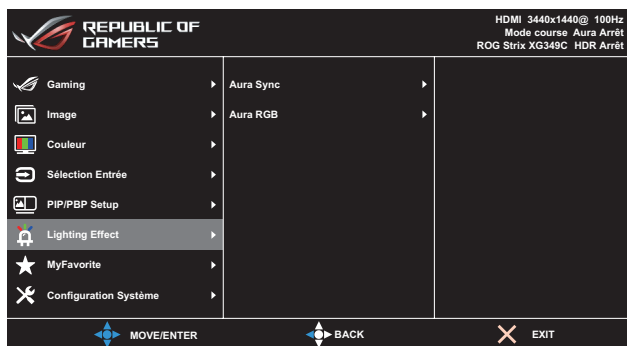 REPUBLIC OF
GAMERS
HDMI 3440x1440@ 100Hz
Mode course Aura Arrêt
ROG Strix XG349C HDR Arrêt
Gaming
Image
Couleur
Sélection Entrée
PIP/PBP Setup
Lighting Effect
MyFavorite
Configuration Système
Aura Sync
Aura RGB
MOVE/ENTER
BACK
EXIT